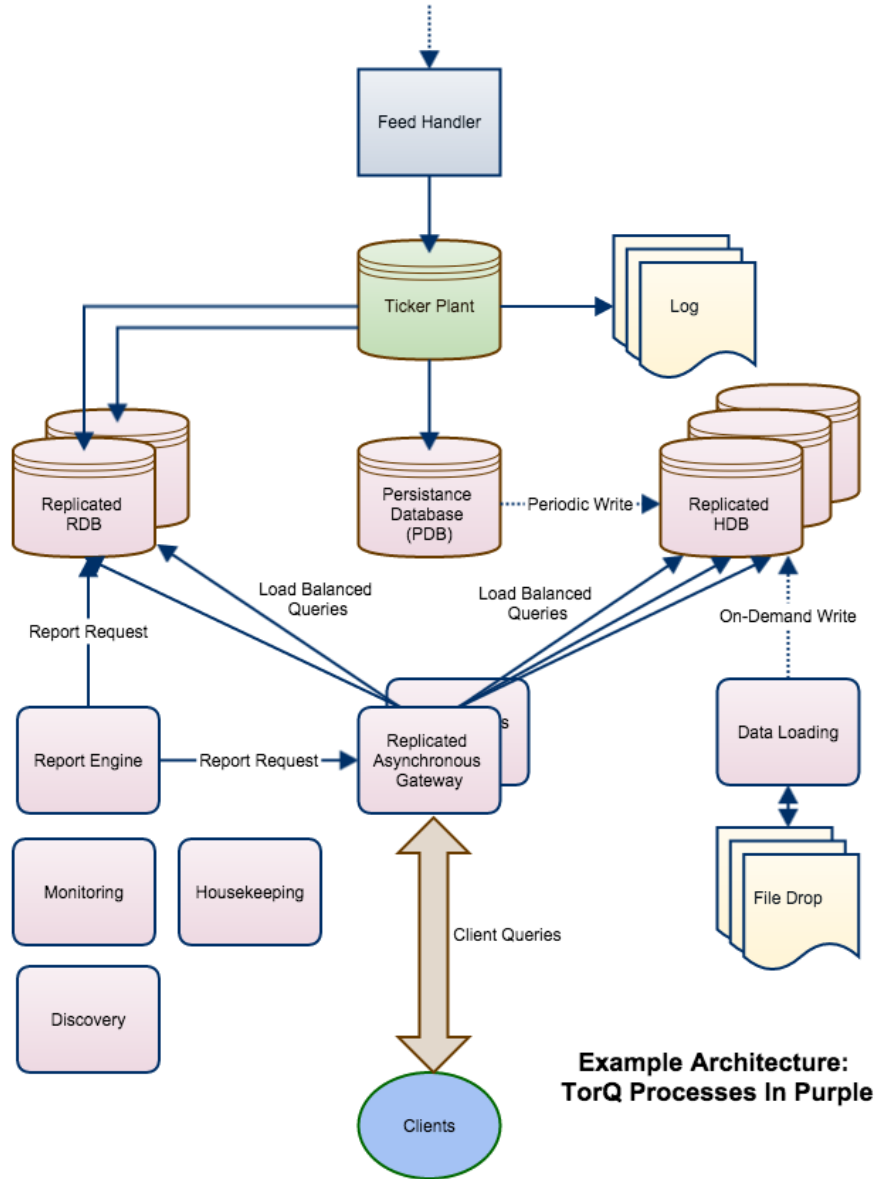 Feed Handler
Ticker Plant
Log
Replicated
RDB
Persistance
Database
(PDB)
Periodic Write
Replicated
HDB
Load Balanced
Queries
Load Balanced
Queries
Report Request
On-Demand Write
Report Engine
Report Request
Replicated
Asynchronous
Gateway
Data Loading
Monitoring
Housekeeping
File Drop
Client Queries
Discovery
Example Architecture:
TorQ Processes In Purple
Clients